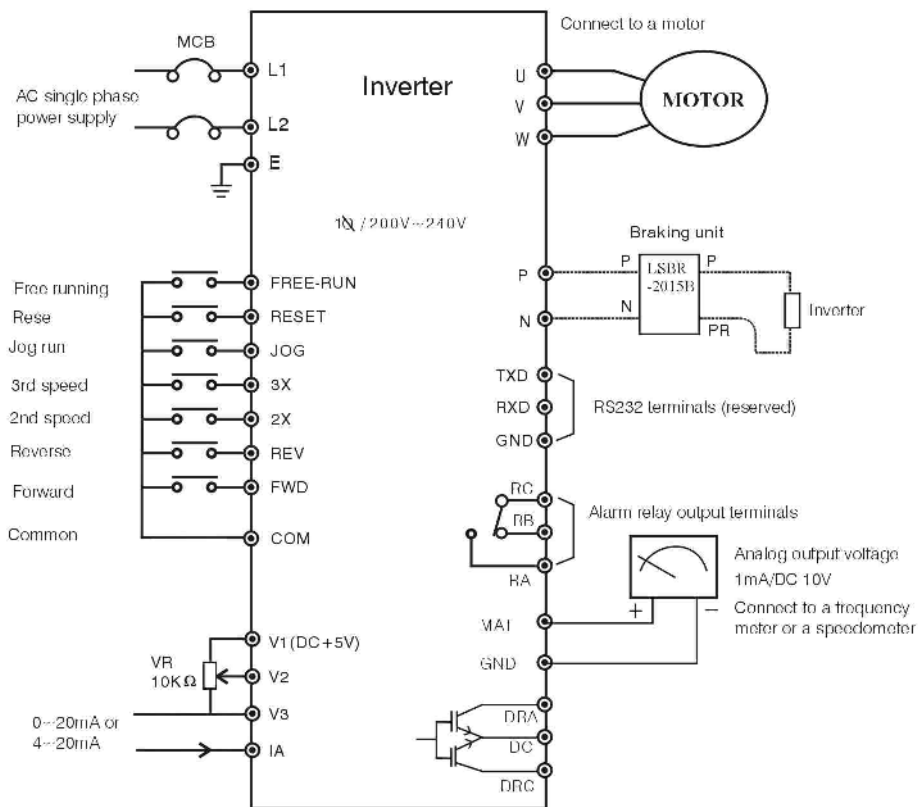 MCB
AC single phase
power supply
L1
L2
E
Inverter
1Ø / 200V~240V
Connect to a motor
U
V
W
MOTOR
Free running
Rese
Jog run
3rd speed
2nd speed
Reverse
Forward
Common
FREE-RUN
RESET
JOG
3X
2X
REV
FWD
COM
Braking unit
P
N
P
N
LSBR
-2015B
P
PR
Inverter
TXD
RXD
GND
RS232 terminals (reserved)
RC
RB
RA
Alarm relay output terminals
Analog output voltage
1mA/DC 10V
Connect to a frequency
meter or a speedometer
+
−
MA1
GND
VR
10KΩ
V1(DC+5V)
V2
V3
IA
0~20mA or
4~20mA
DRA
DC
DRC